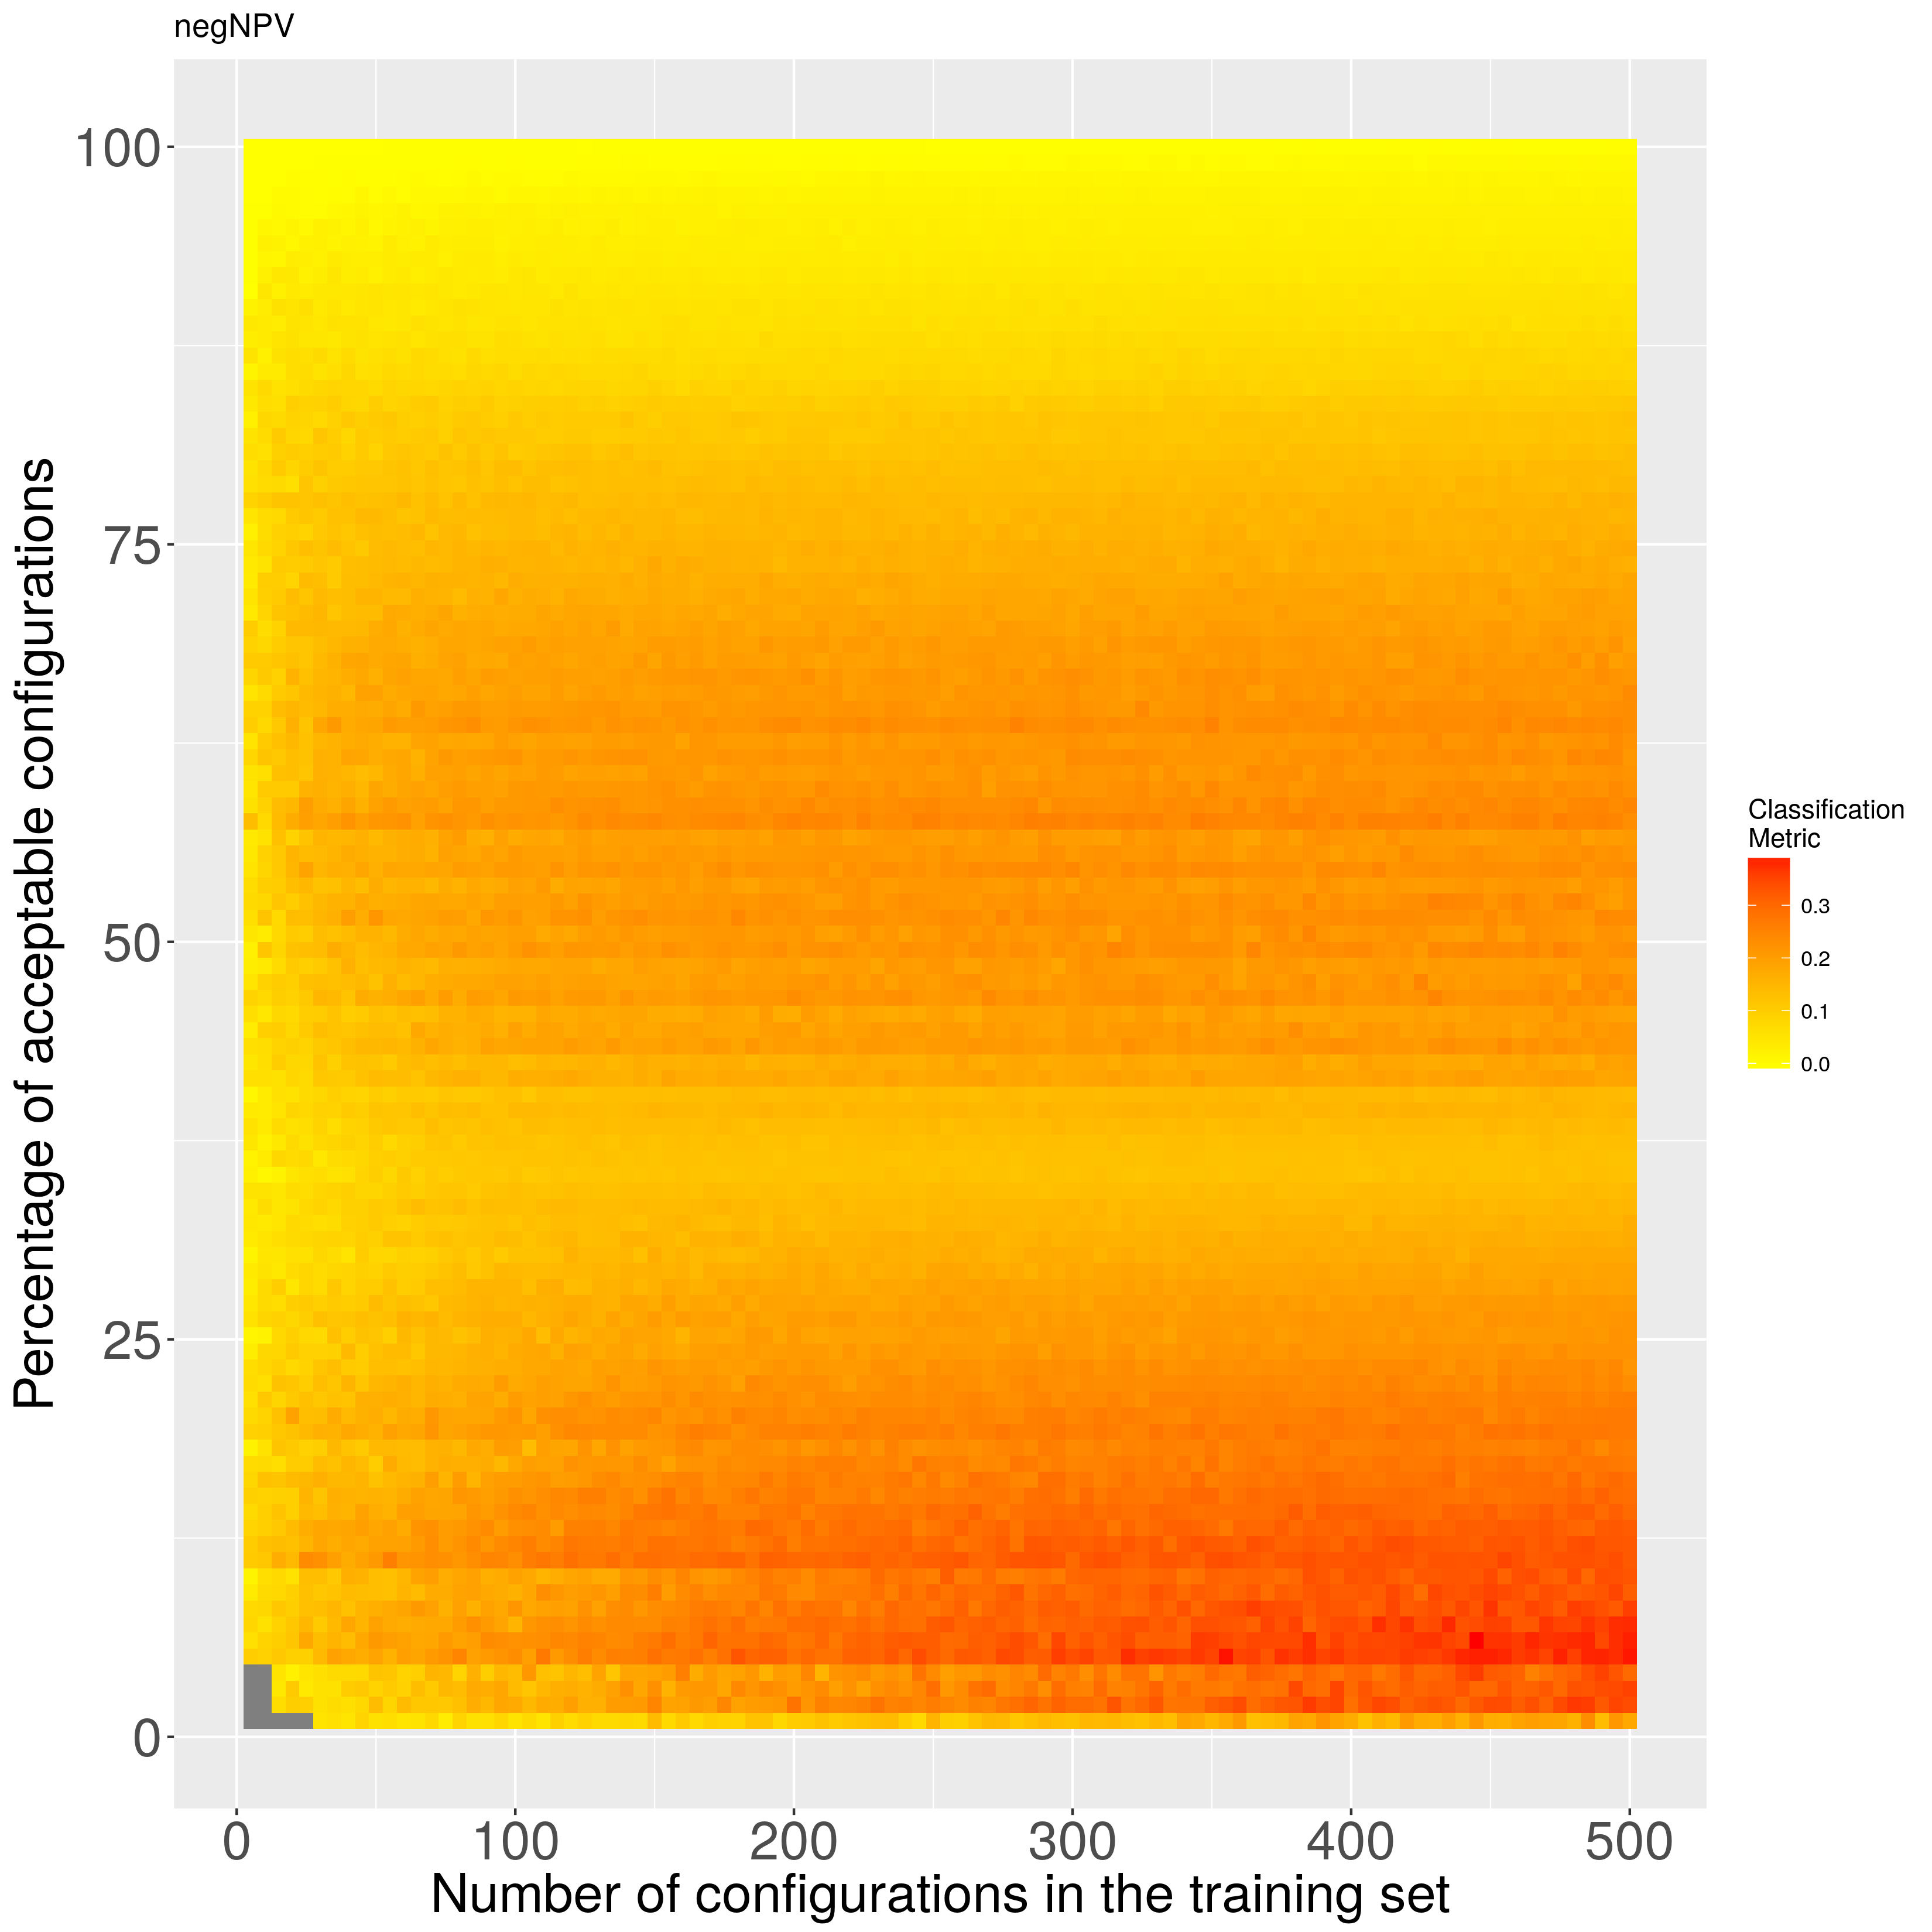 negNPV
100
75
50
25
0
Percentage of acceptable configurations
0 100 200 300 400 500
Number of configurations in the training set
Classification
Metric
0.3
0.2
0.1
0.0